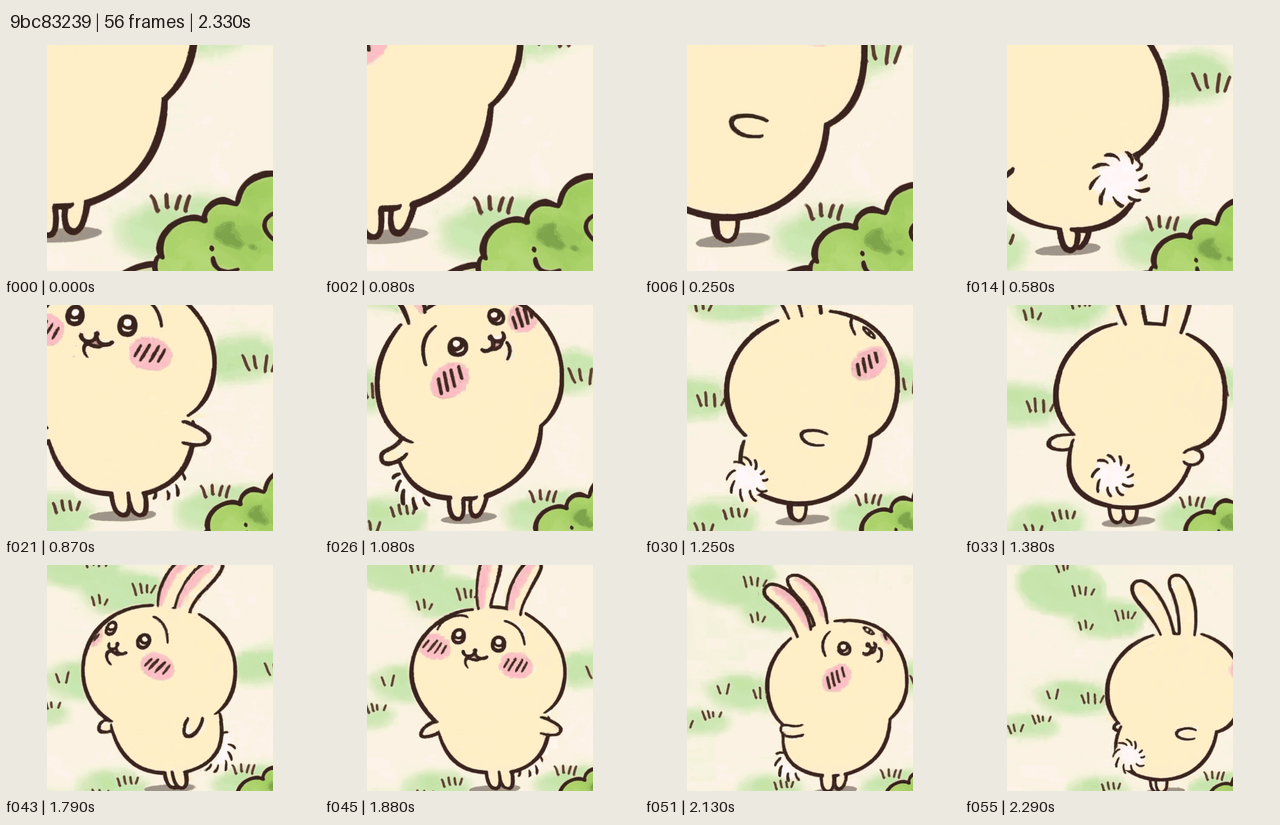 9bc83239 | 56 frames | 2.330s
f000 | 0.000s
f002 | 0.080s
f006 | 0.250s
f014 | 0.580s
f021 | 0.870s
f026 | 1.080s
f030 | 1.250s
f033 | 1.380s
f043 | 1.790s
f045 | 1.880s
f051 | 2.130s
f055 | 2.290s